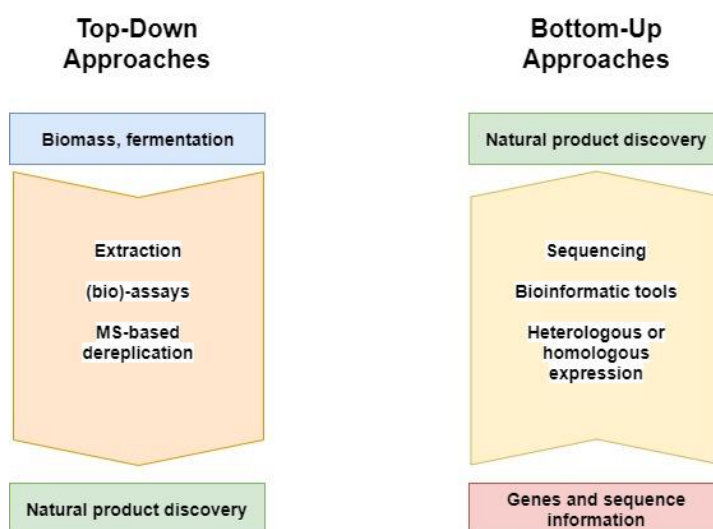 Top-Down
Approaches
Biomass, fermentation
Extraction
(bio)-assays
MS-based
dereplication
Natural product discovery
Bottom-Up
Approaches
Natural product discovery
Sequencing
Bioinformatic tools
Heterologous or
homologous
expression
Genes and sequence
information